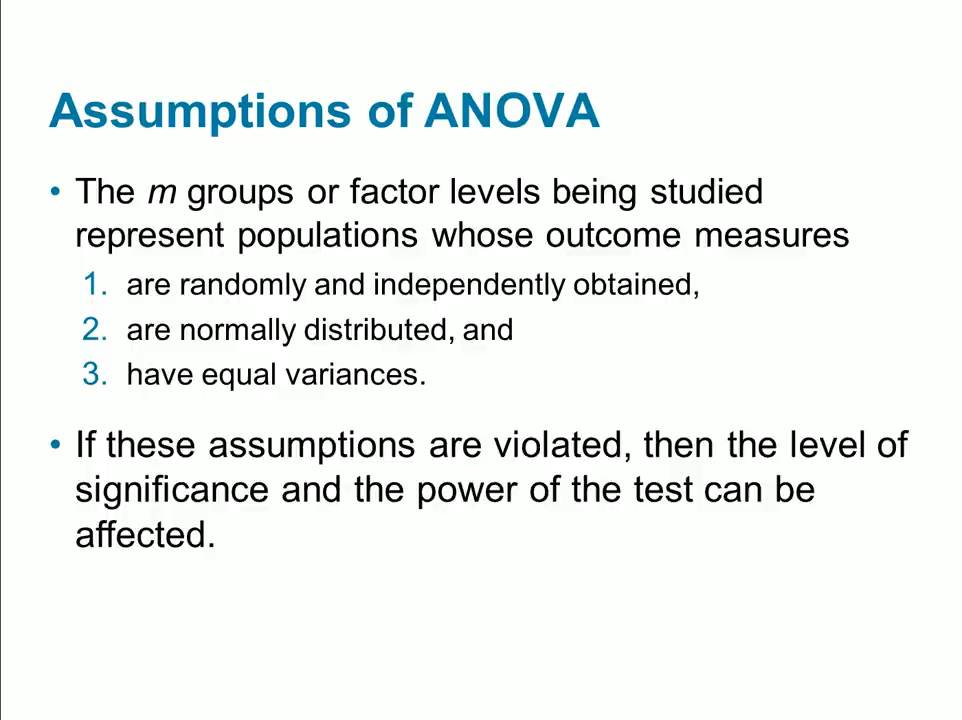 Assumptions of ANOVA
• The m groups or factor levels being studied
represent populations whose outcome measures
1. are randomly and independently obtained,
2. are normally distributed, and
3. have equal variances.
• If these assumptions are violated, then the level of
significance and the power of the test can be
affected.